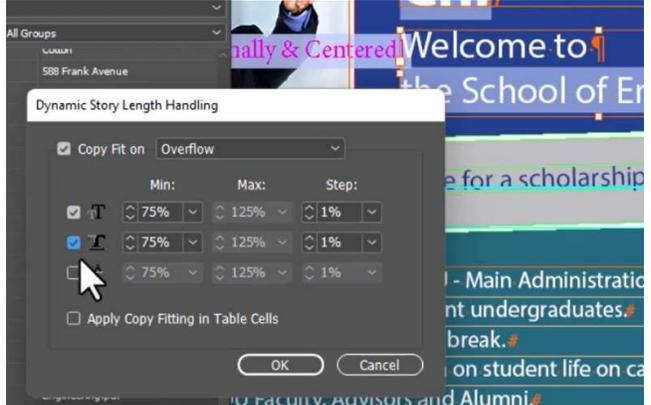 All Groups
588 Frank Avenue
nally & Centered
Welcome to
the School of Er
Dynamic Story Length Handling
Copy Fit on Overflow
Min: Max: Step:
75% 125% 1%
75% 125% 1%
75% 125% 1%
Apply Copy Fitting in Table Cells
OK Cancel
e for a scholarship
- Main Administratio
nt undergraduates.
break.
on student life on ca
O Faculty, Advisors and Alumni.